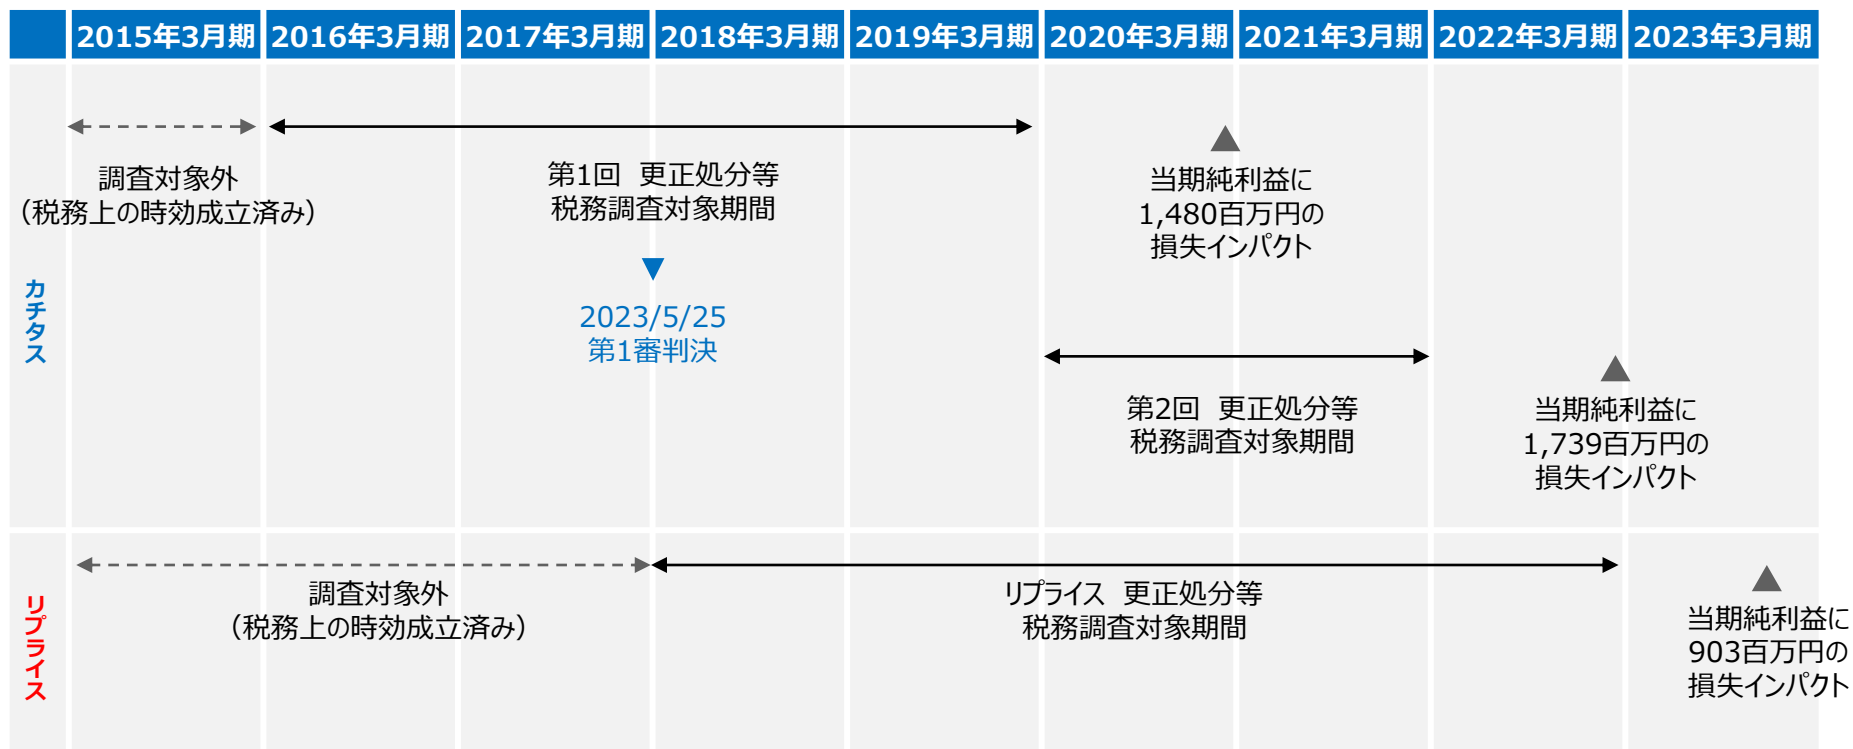 2015年3月期 2016年3月期 2017年3月期 2018年3月期 2019年3月期 2020年3月期 2021年3月期 2022年3月期 2023年3月期
カチタス
調査対象外
（税務上の時効成立済み）
第1回 更正処分等
税務調査対象期間
2023/5/25
第1審判決
当期純利益に
1,480百万円の
損失インパクト
第2回 更正処分等
税務調査対象期間
当期純利益に
1,739百万円の
損失インパクト
リプライス
調査対象外
（税務上の時効成立済み）
リプライス 更正処分等
税務調査対象期間
当期純利益に
903百万円の
損失インパクト